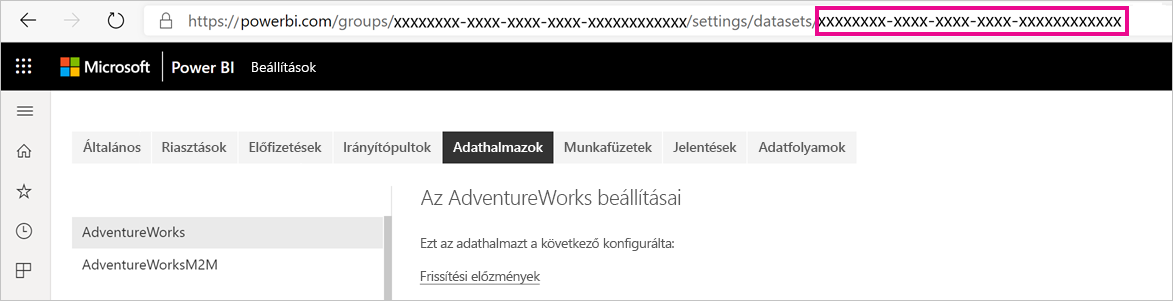 https://powerbi.com/groups/xxxxxxxx-xxxx-xxxx-xxxx-xxxxxxxxxxxx/settings/datasets/xxxxxxxx-xxxx-xxxx-xxxx-xxxxxxxxxxxx
Microsoft Power BI Beállítások
Általános Riasztások Előfizetések Irányítópultok Adathalmazok Munkafüzetek Jelentések Adatfolyamok
Az AdventureWorks beállításai
AdventureWorks
Ezt az adathalmazt a következő konfigurálta:
AdventureWorksM2M
Frissítési előzmények